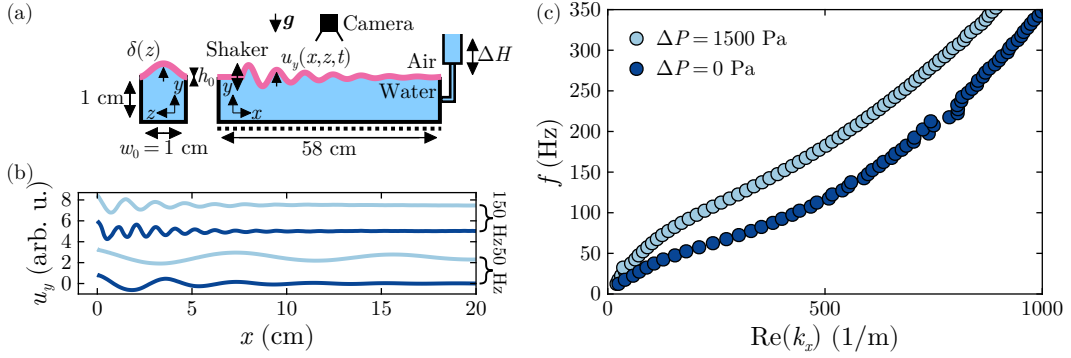 (a)
g
Camera
δ(z)
Shaker
u_y(x,z,t)
Air
ΔH
y
h_0
y
Water
1 cm
z
x
w_0 = 1 cm
58 cm
(b)
u_y (arb. u.)
8
6
4
2
0
150 Hz
50 Hz
0
5
10
15
20
x (cm)
(c)
f (Hz)
350
300
250
200
150
100
50
0
ΔP = 1500 Pa
ΔP = 0 Pa
0
500
1000
Re(k_x) (1/m)